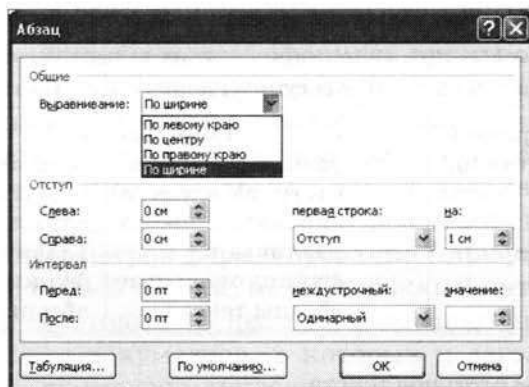 Абзац
Общие
Выравнивание: По ширине
По левому краю
По центру
По правому краю
По ширине
Отступ
Слева: 0 см первая строка: на:
Справа: 0 см Отступ 1 см
Интервал
Перед: 0 пт междустрочный: значение:
После: 0 пт Одинарный
Табуляция... По умолчанию... ОК Отмена